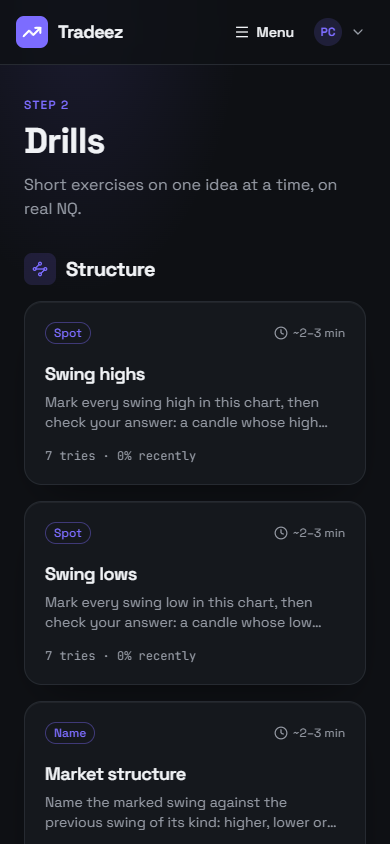 Tradeez
Menu
PC
STEP 2
Drills
Short exercises on one idea at a time, on
real NQ.
Structure
Spot
~2–3 min
Swing highs
Mark every swing high in this chart, then
check your answer: a candle whose high...
7 tries · 0% recently
Spot
~2–3 min
Swing lows
Mark every swing low in this chart, then
check your answer: a candle whose low...
7 tries · 0% recently
Name
~2–3 min
Market structure
Name the marked swing against the
previous swing of its kind: higher, lower or...